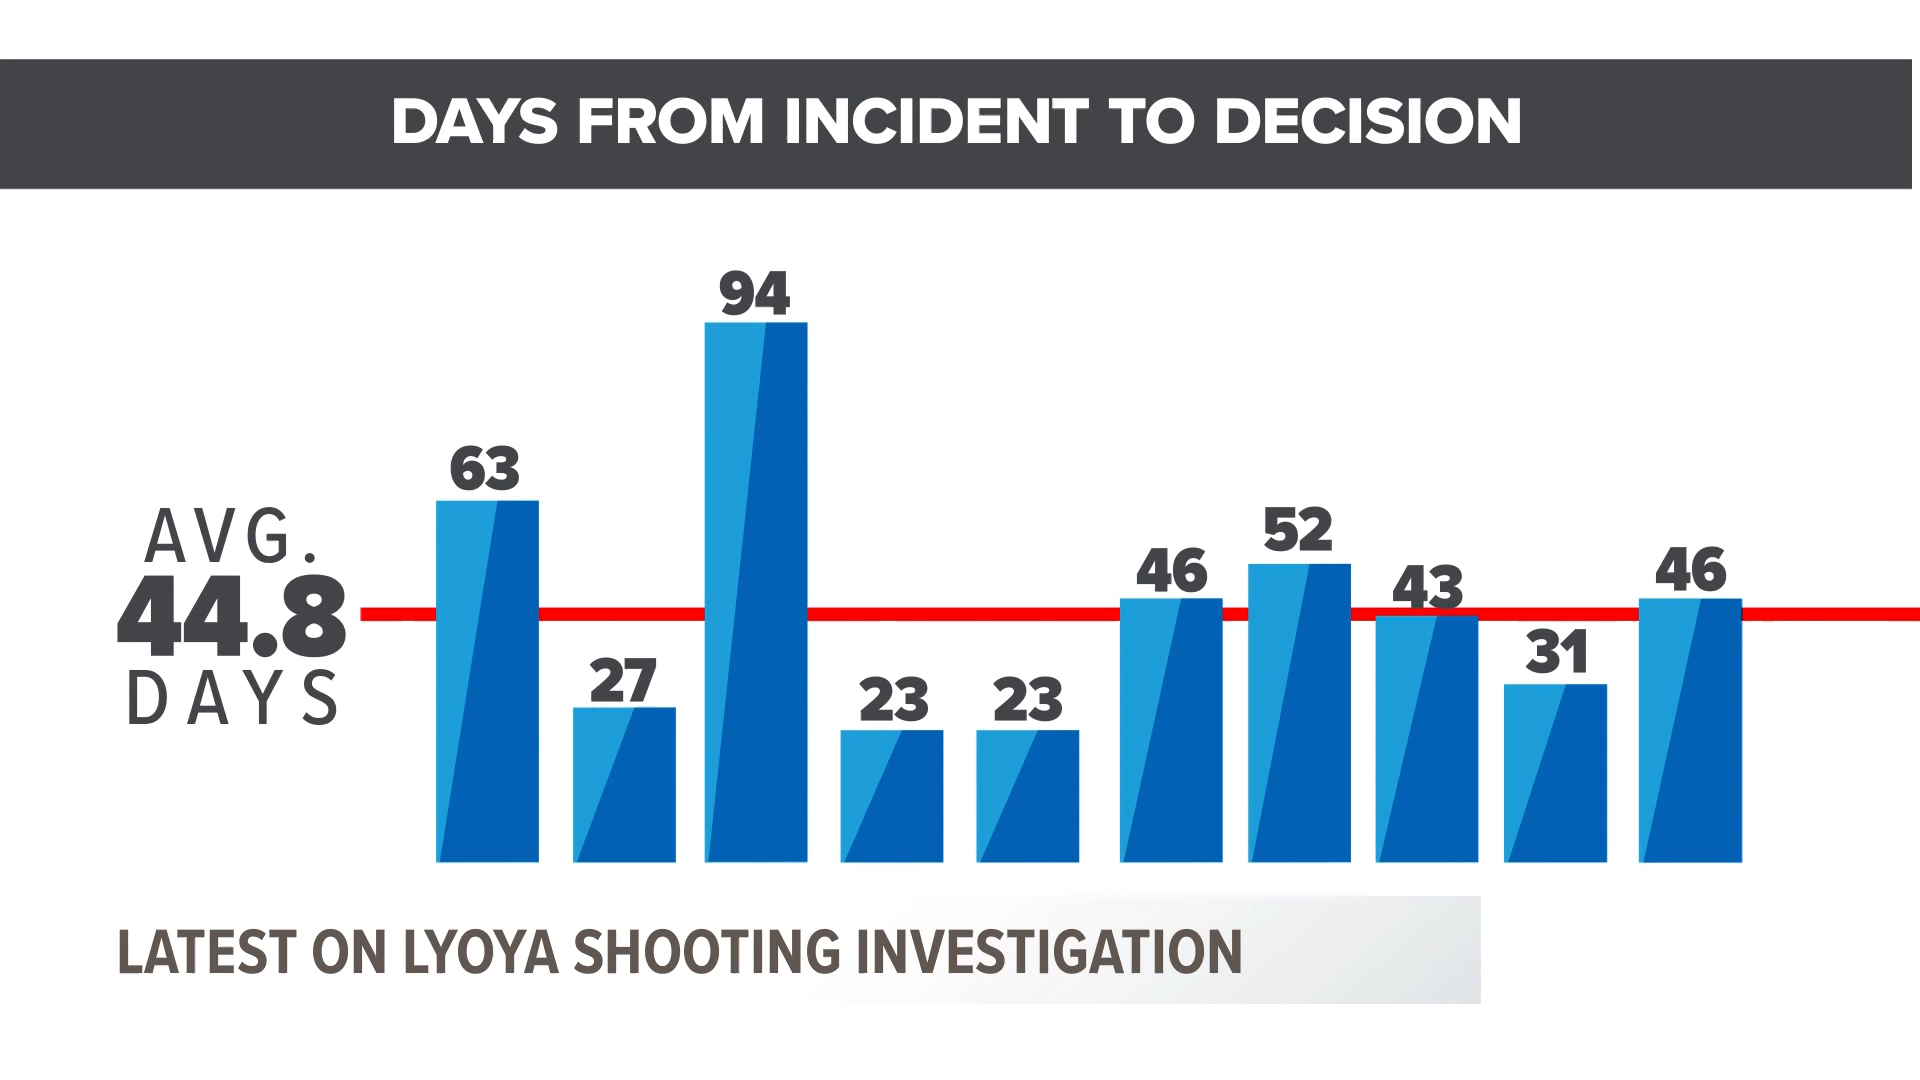 DAYS FROM INCIDENT TO DECISION
94
63
AVG.
44.8
DAYS
27
23
23
46
52
43
31
46
LATEST ON LYOYA SHOOTING INVESTIGATION